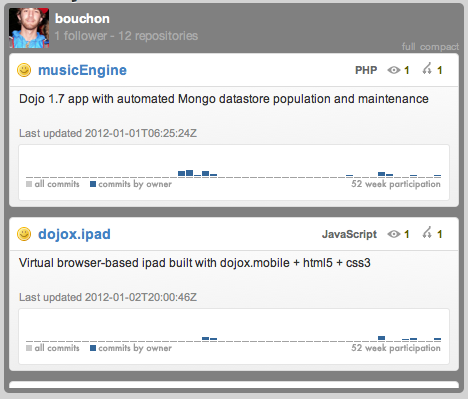 bouchon
1 follower - 12 repositories
full compact
musicEngine PHP 1 1
Dojo 1.7 app with automated Mongo datastore population and maintenance
Last updated 2012-01-01T06:25:24Z
all commits commits by owner 52 week participation
dojox.ipad JavaScript 1 1
Virtual browser-based ipad built with dojox.mobile + html5 + css3
Last updated 2012-01-02T20:00:46Z
all commits commits by owner 52 week participation